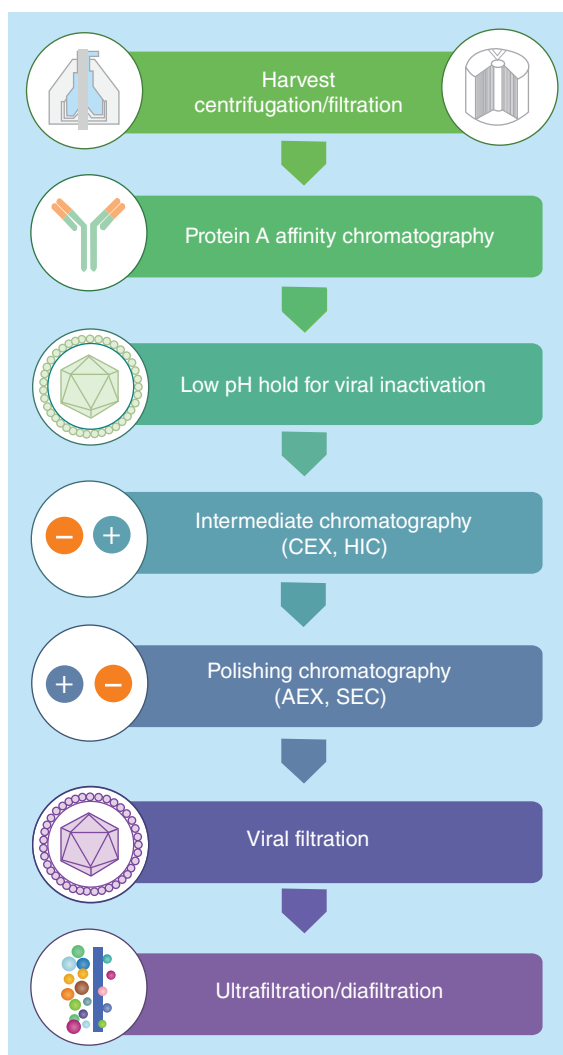 Harvest
centrifugation/filtration
Protein A affinity chromatography
Low pH hold for viral inactivation
− +
Intermediate chromatography
(CEX, HIC)
+ −
Polishing chromatography
(AEX, SEC)
Viral filtration
Ultrafiltration/diafiltration